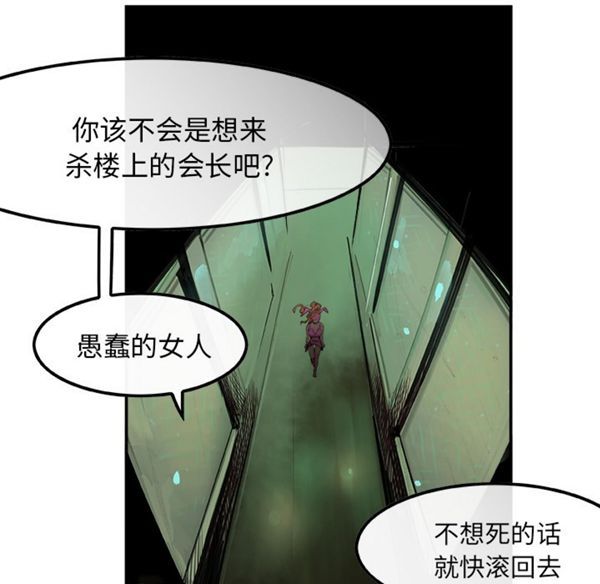 你该不会是想来
杀楼上的会长吧?
愚蠢的女人
不想死的话
就快滚回去